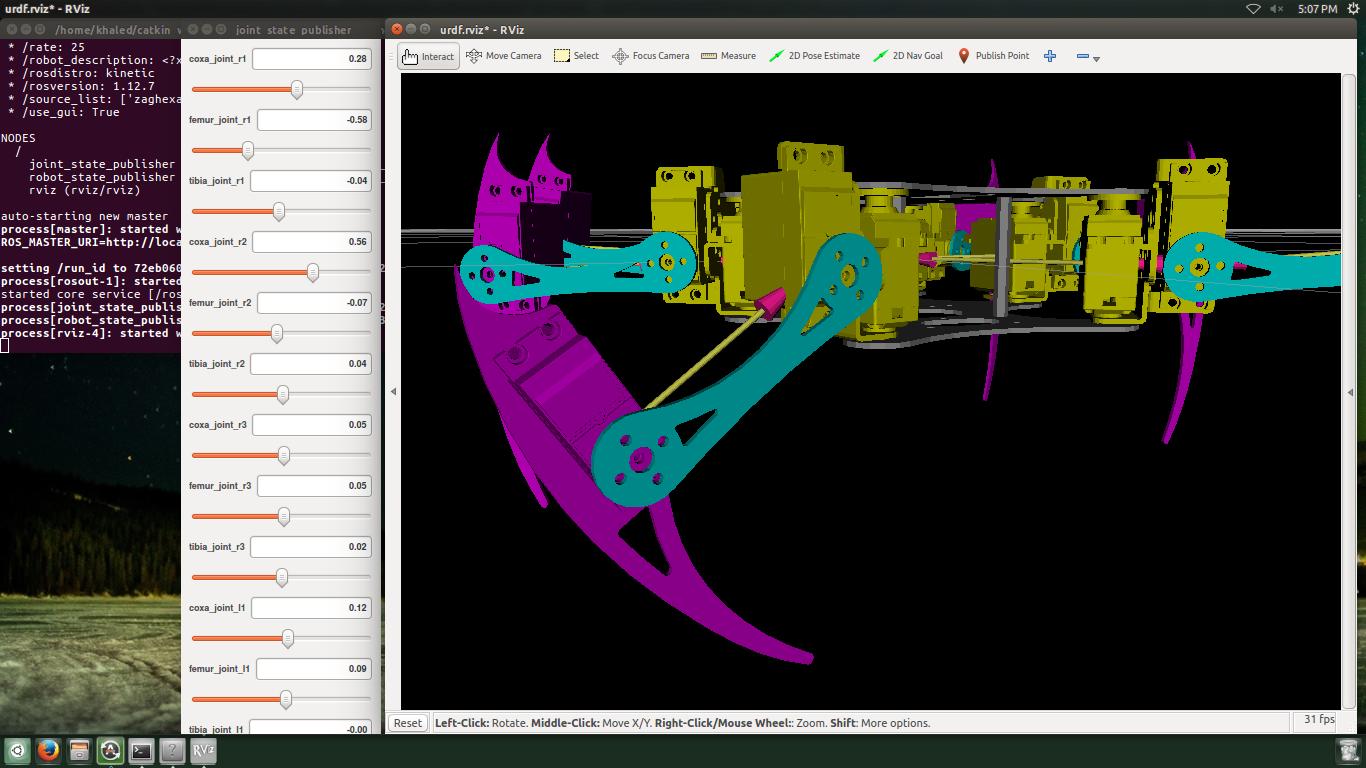 urdf.rviz* - RViz
5:07 PM
/home/khaled/catkin w
* /rate: 25
* /robot_description: <?x
* /rosdistro: kinetic
* /rosversion: 1.12.7
* /source_list: ['zaghexa
* /use_gui: True
NODES
/
joint_state_publisher
robot_state_publisher
rviz (rviz/rviz)
auto-starting new master
process[master]: started w
ROS_MASTER_URI=http://loca
setting /run_id to 72eb060
process[rosout-1]: started
started core service [/ros
process[joint_state_publis
process[robot_state_publis
process[rviz-4]: started w
joint state publisher
coxa_joint_r1
0.28
femur_joint_r1
-0.58
tibia_joint_r1
-0.04
coxa_joint_r2
0.56
femur_joint_r2
-0.07
tibia_joint_r2
0.04
coxa_joint_r3
0.05
femur_joint_r3
0.05
tibia_joint_r3
0.02
coxa_joint_l1
0.12
femur_joint_l1
0.09
tibia_joint_l1
-0.00
urdf.rviz* - RViz
Interact Move Camera Select Focus Camera Measure 2D Pose Estimate 2D Nav Goal Publish Point
Reset
Left-Click: Rotate. Middle-Click: Move X/Y. Right-Click/Mouse Wheel:: Zoom. Shift: More options.
31 fps
RViz